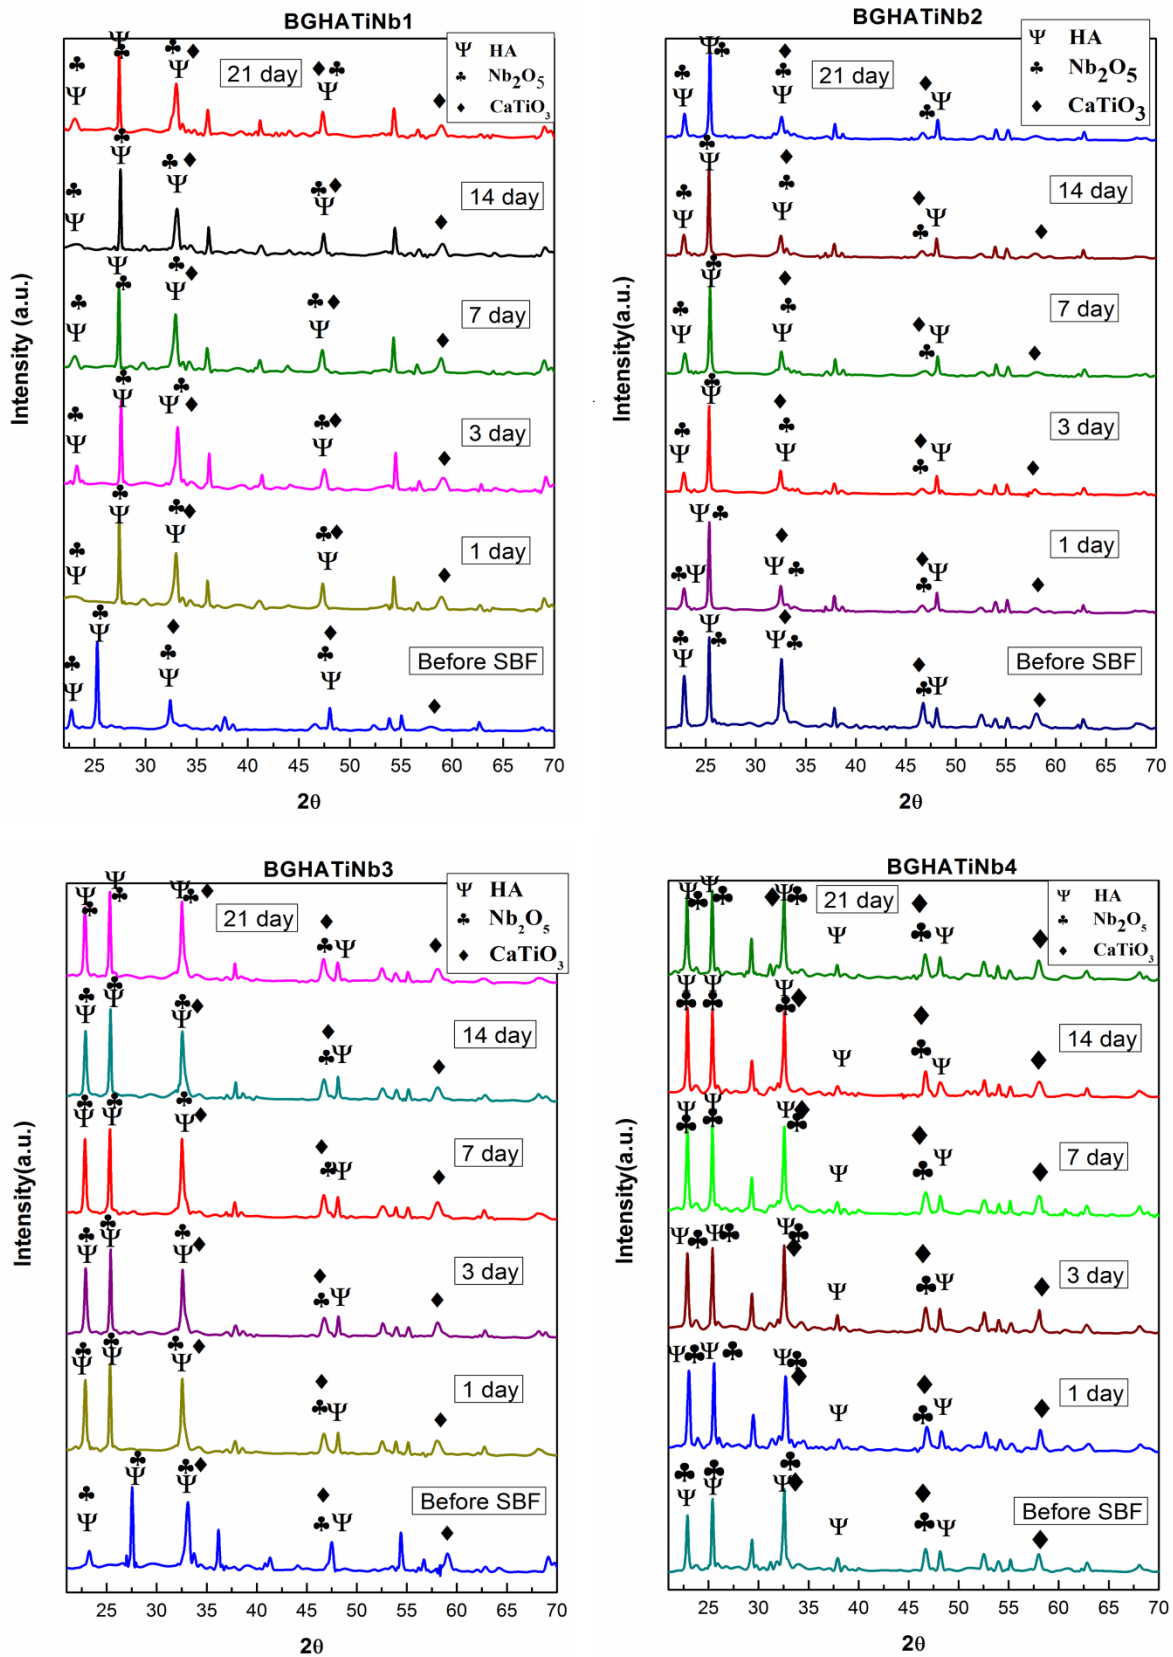 BGHATiNb1
Ψ HA
♣ Nb₂O₅
♦ CaTiO₃
21 day
14 day
7 day
3 day
1 day
Before SBF
Intensity (a.u.)
25 30 35 40 45 50 55 60 65 70
2θ
BGHATiNb2
Ψ HA
♣ Nb₂O₅
♦ CaTiO₃
21 day
14 day
7 day
3 day
1 day
Before SBF
Intensity(a.u.)
25 30 35 40 45 50 55 60 65 70
2θ
BGHATiNb3
Ψ HA
♣ Nb₂O₅
♦ CaTiO₃
21 day
14 day
7 day
3 day
1 day
Before SBF
Intensity(a.u.)
25 30 35 40 45 50 55 60 65 70
2θ
BGHATiNb4
Ψ HA
♣ Nb₂O₅
♦ CaTiO₃
21 day
14 day
7 day
3 day
1 day
Before SBF
Intensity(a.u.)
25 30 35 40 45 50 55 60 65 70
2θ